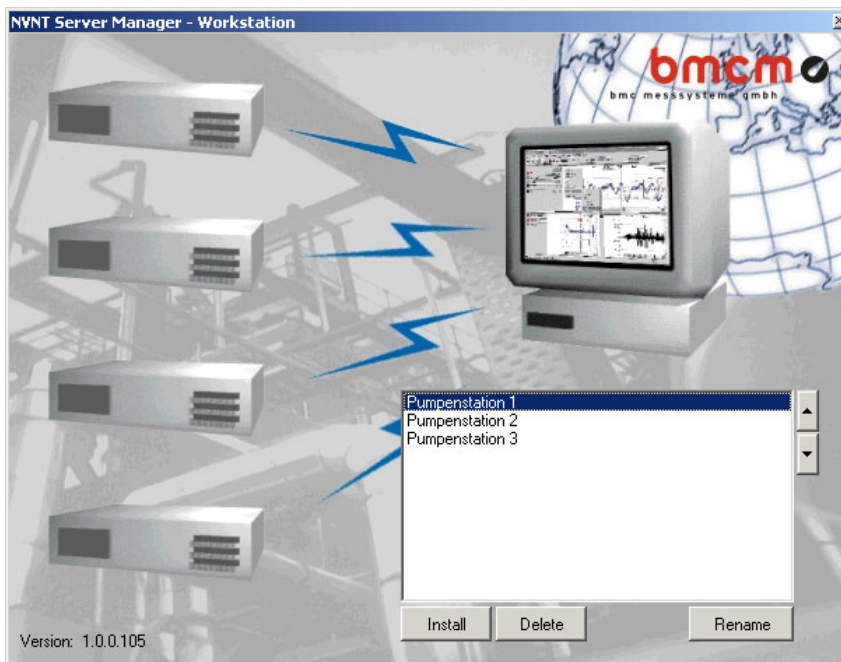 NVNT Server Manager - Workstation
bmcm
bmc messsysteme gmbh
Pumpenstation 1
Pumpenstation 2
Pumpenstation 3
Install
Delete
Rename
Version: 1.0.0.105